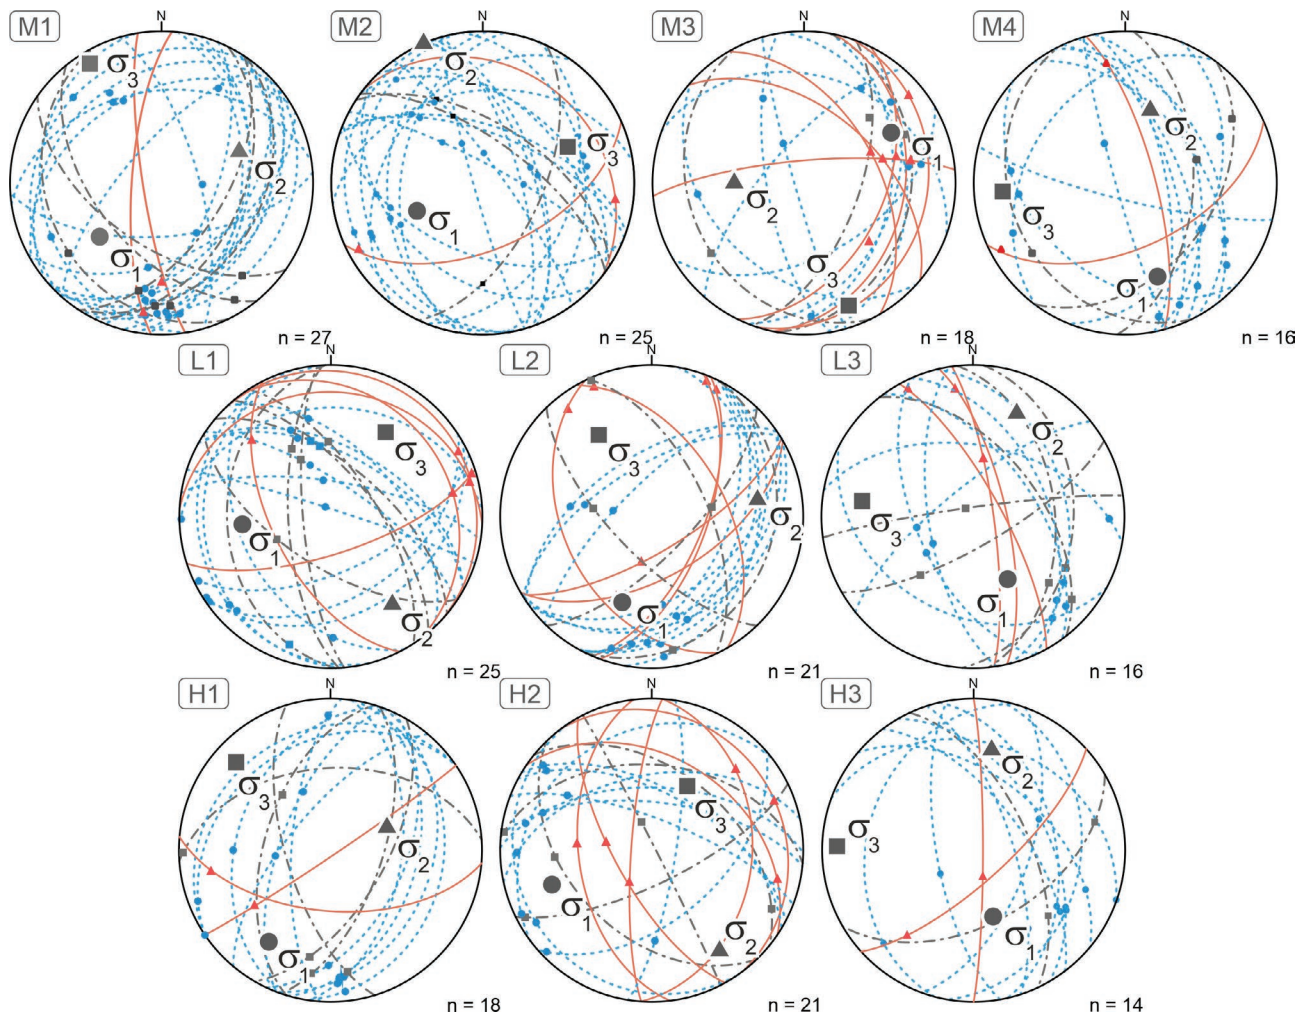 M1
N
σ3
σ2
σ1
n = 27
M2
N
σ2
σ3
σ1
n = 25
M3
N
σ1
σ2
σ3
n = 18
M4
N
σ2
σ3
σ1
n = 16
L1
N
σ3
σ1
σ2
n = 25
L2
N
σ3
σ2
σ1
n = 21
L3
N
σ2
σ3
σ1
n = 16
H1
N
σ3
σ2
σ1
n = 18
H2
N
σ3
σ1
σ2
n = 21
H3
N
σ2
σ3
σ1
n = 14